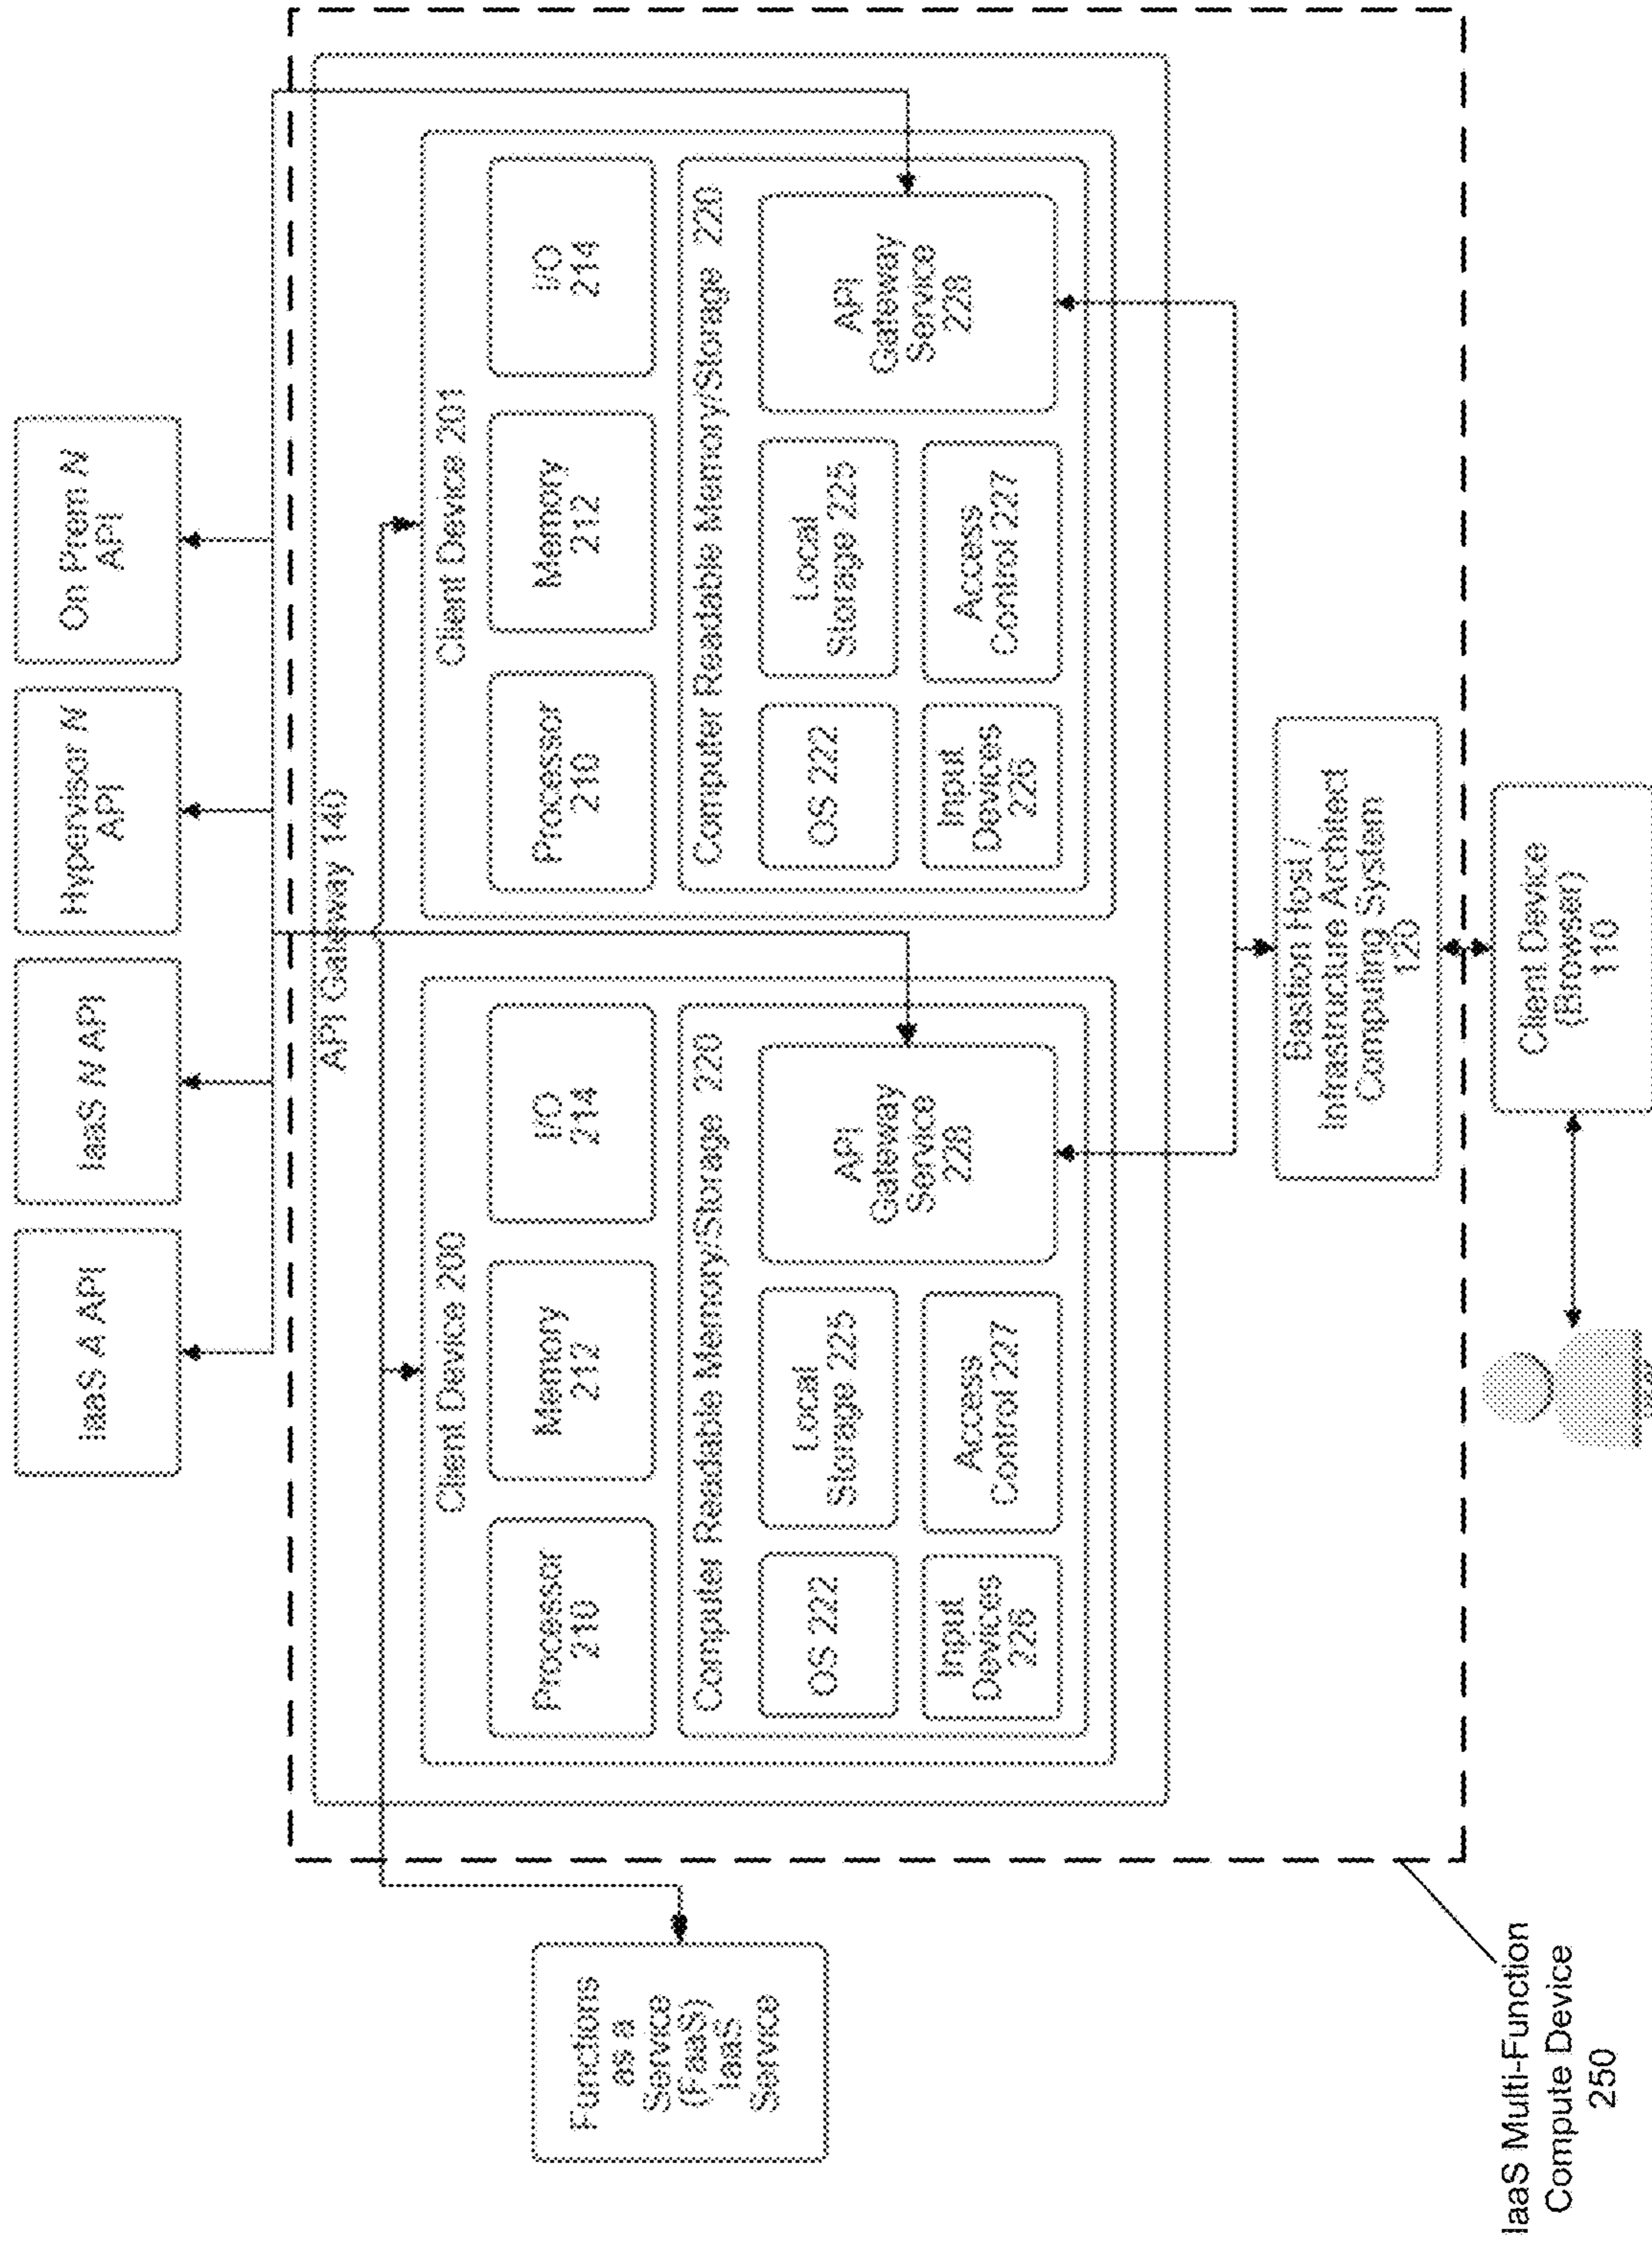 IaaS A API
IaaS N API
Hypervisor N
API
On Prem N
API
API Gateway 140
Client Device 200
Processor
210
Memory
212
I/O
214
Computer Readable Memory/Storage 220
OS 222
Local
Storage 225
Input
Devices
226
Access
Control 227
API
Gateway
Service
228
Client Device 201
Processor
210
Memory
212
I/O
214
Computer Readable Memory/Storage 220
OS 222
Local
Storage 225
Input
Devices
226
Access
Control 227
API
Gateway
Service
228
Functions
as a
Service
(FaaS)
IaaS
Service
Bastion Host /
Infrastructure Architect
Computing System
120
Client Device
(Browser)
110
IaaS Multi-Function
Compute Device
250